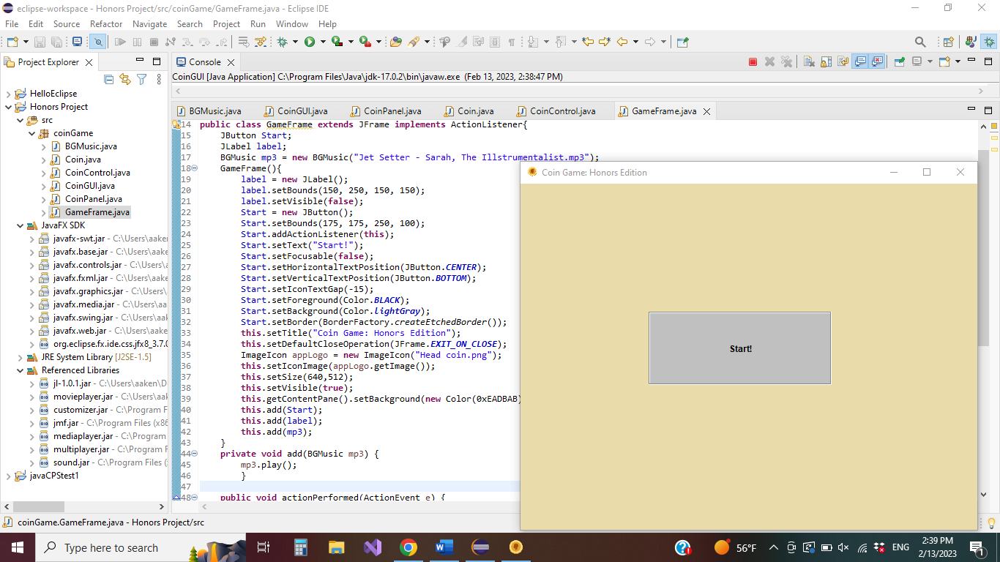 eclipse-workspace - Honors Project/src/coinGame/GameFrame.java - Eclipse IDE
File Edit Source Refactor Navigate Search Project Run Window Help
Project Explorer
HelloEclipse
Honors Project
src
coinGame
BGMusic.java
Coin.java
CoinControl.java
CoinGUI.java
CoinPanel.java
GameFrame.java
JavaFX SDK
javafx-swt.jar - C:\Users\aaken
javafx.base.jar - C:\Users\aaken
javafx.controls.jar - C:\Users\a
javafx.fxml.jar - C:\Users\aake
javafx.graphics.jar - C:\Users\
javafx.media.jar - C:\Users\aa
javafx.swing.jar - C:\Users\aak
javafx.web.jar - C:\Users\aaken
org.eclipse.fx.ide.css.jfx8_3.7.0
JRE System Library [J2SE-1.5]
Referenced Libraries
jl-1.0.1.jar - C:\Users\aaken\D
movieplayer.jar - C:\Users\aak
customizer.jar - C:\Program F
jmf.jar - C:\Program Files (x86
mediaplayer.jar - C:\Program
multiplayer.jar - C:\Program F
sound.jar - C:\Program Files (
javaCPStest1
Console
CoinGUI [Java Application] C:\Program Files\Java\jdk-17.0.2\bin\javaw.exe (Feb 13, 2023, 2:38:47 PM)
BGMusic.java CoinGUI.java CoinPanel.java Coin.java CoinControl.java GameFrame.java
14 public class GameFrame extends JFrame implements ActionListener{
15 JButton Start;
16 JLabel label;
17 BGMusic mp3 = new BGMusic("Jet Setter - Sarah, The Illstrumentalist.mp3");
18 GameFrame(){
19 label = new JLabel();
20 label.setBounds(150, 250, 150, 150);
21 label.setVisible(false);
22 Start = new JButton();
23 Start.setBounds(175, 175, 250, 100);
24 Start.addActionListener(this);
25 Start.setText("Start!");
26 Start.setFocusable(false);
27 Start.setHorizontalTextPosition(JButton.CENTER);
28 Start.setVerticalTextPosition(JButton.BOTTOM);
29 Start.setIconTextGap(-15);
30 Start.setForeground(Color.BLACK);
31 Start.setBackground(Color.lightGray);
32 Start.setBorder(BorderFactory.createEtchedBorder());
33 this.setTitle("Coin Game: Honors Edition");
34 this.setDefaultCloseOperation(JFrame.EXIT_ON_CLOSE);
35 ImageIcon appLogo = new ImageIcon("Head coin.png");
36 this.setIconImage(appLogo.getImage());
37 this.setSize(640,512);
38 this.setVisible(true);
39 this.getContentPane().setBackground(new Color(0xEADBAB)
40 this.add(Start);
41 this.add(label);
42 this.add(mp3);
43 }
44 private void add(BGMusic mp3) {
45 mp3.play();
46 }
47
48 public void actionPerformed(ActionEvent e) {
Coin Game: Honors Edition
Start!
coinGame.GameFrame.java - Honors Project/src
Type here to search
56°F
ENG
2:39 PM
2/13/2023
1